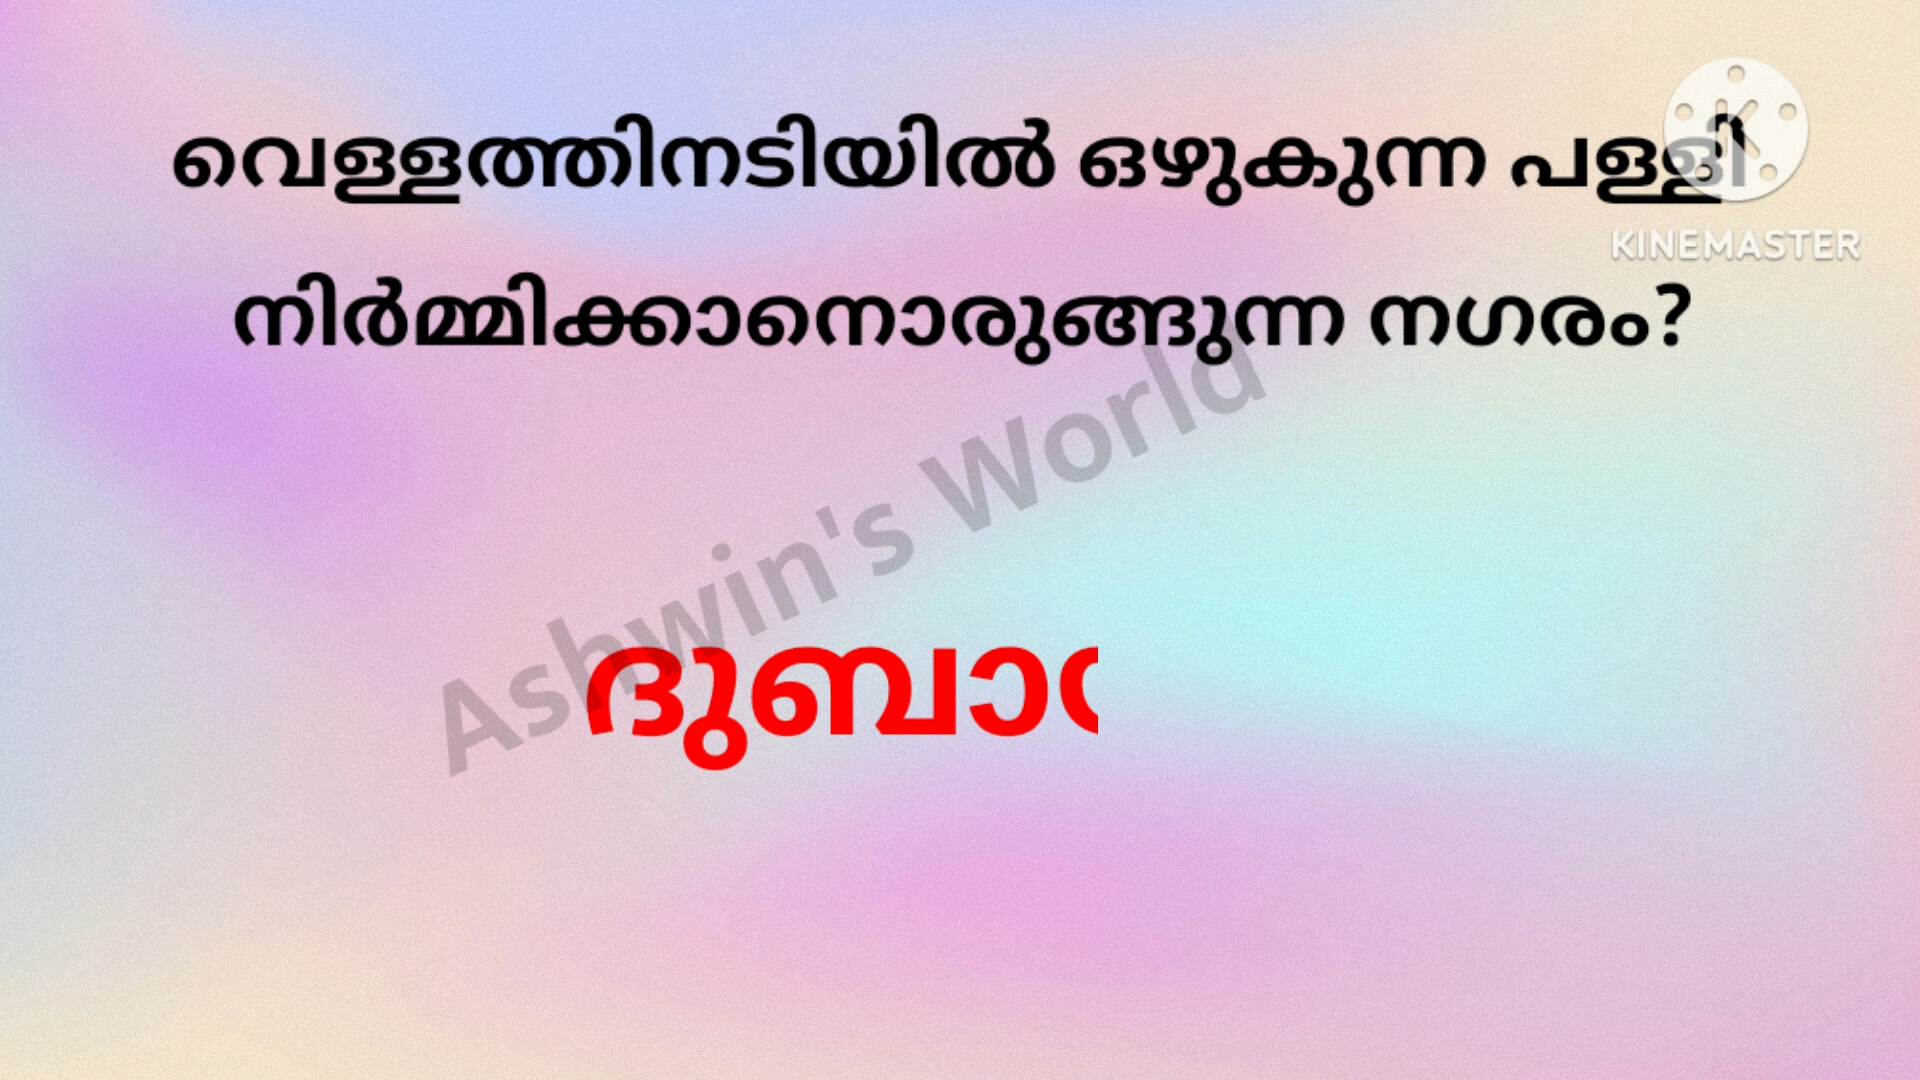 വെള്ളത്തിനടിയിൽ ഒഴുകുന്ന പള്ളി
KINEMASTER
നിർമ്മിക്കാനൊരുങ്ങുന്ന നഗരം?
Ashwin's World
ദുബാ